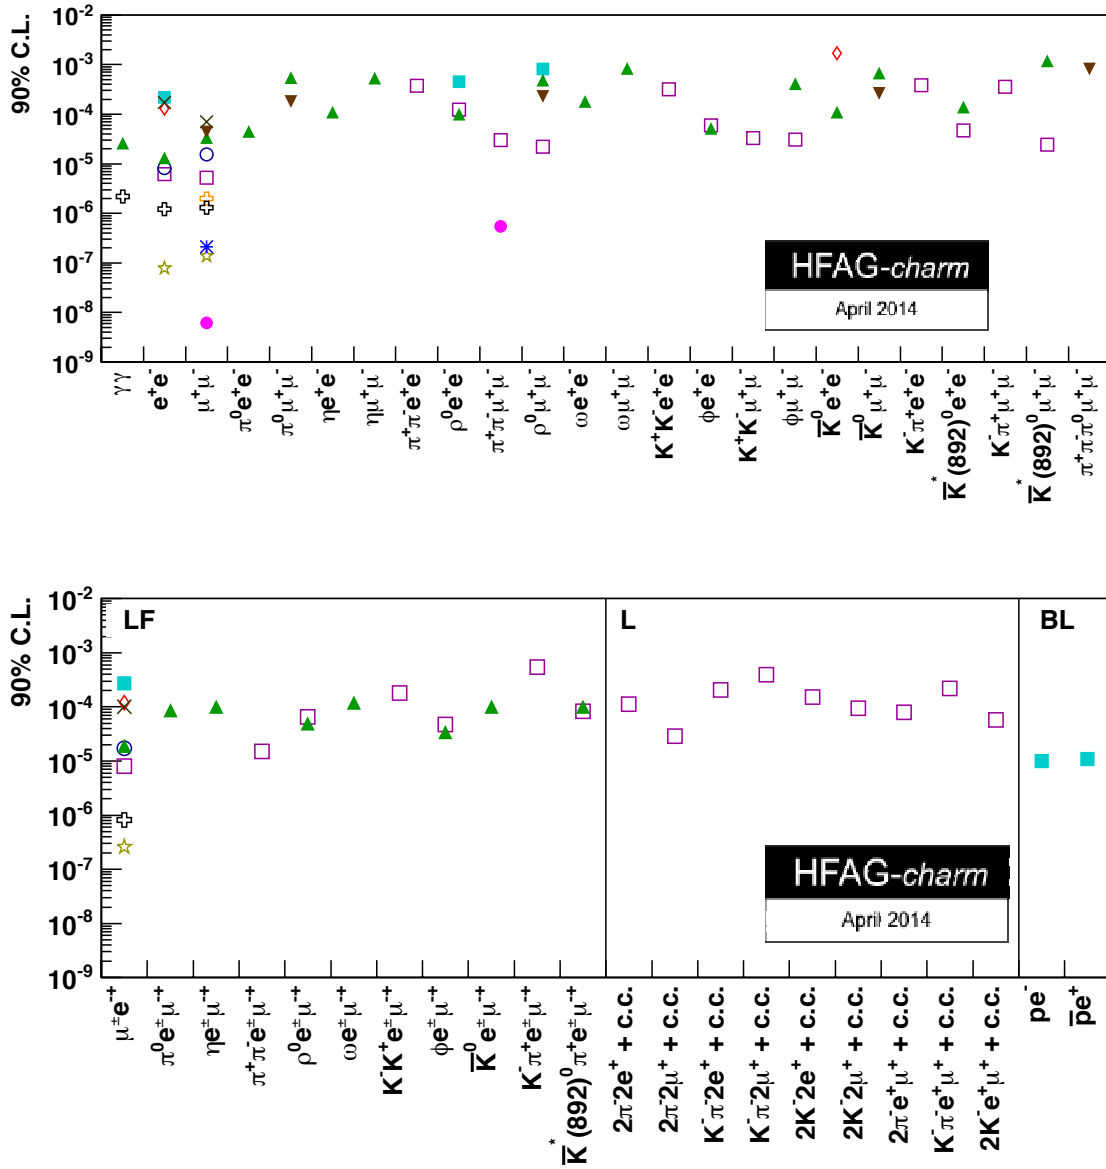 90% C.L.
10⁻²
10⁻³
10⁻⁴
10⁻⁵
10⁻⁶
10⁻⁷
10⁻⁸
10⁻⁹
HFAG-charm
April 2014
γγ
e⁺e⁻
μ⁺μ⁻
π⁰e⁺e⁻
π⁰μ⁺μ⁻
ηe⁺e⁻
ημ⁺μ⁻
π⁺π⁻e⁺e⁻
ρ⁰e⁺e⁻
π⁺π⁻μ⁺μ⁻
ρ⁰μ⁺μ⁻
ωe⁺e⁻
ωμ⁺μ⁻
K⁺K⁻e⁺e⁻
ϕe⁺e⁻
K⁺K⁻μ⁺μ⁻
ϕμ⁺μ⁻
K̅⁰e⁺e⁻
K̅⁰μ⁺μ⁻
K⁻π⁺e⁺e⁻
K̅*(892)⁰e⁺e⁻
K⁻π⁺μ⁺μ⁻
K̅*(892)⁰μ⁺μ⁻
π⁺π⁻π⁰μ⁺μ⁻
90% C.L.
10⁻²
10⁻³
10⁻⁴
10⁻⁵
10⁻⁶
10⁻⁷
10⁻⁸
10⁻⁹
LF
L
BL
HFAG-charm
April 2014
μ±e⁻⁺
π⁰e±μ⁻⁺
ηe±μ⁻⁺
π⁺π⁻e±μ⁻⁺
ρ⁰e±μ⁻⁺
ωe±μ⁻⁺
K⁻K⁺e±μ⁻⁺
ϕe±μ⁻⁺
K̅⁰e±μ⁻⁺
K⁻π⁺e±μ⁻⁺
K̅*(892)⁰π⁺e±μ⁻⁺
2π⁻2e⁺ + c.c.
2π⁻2μ⁺ + c.c.
K⁻π⁻2e⁺ + c.c.
K⁻π⁻2μ⁺ + c.c.
2K⁻2e⁺ + c.c.
2K⁻2μ⁺ + c.c.
2π⁻e⁺μ⁺ + c.c.
K⁻π⁻e⁺μ⁺ + c.c.
2K⁻e⁺μ⁺ + c.c.
pe⁻
p̅e⁺